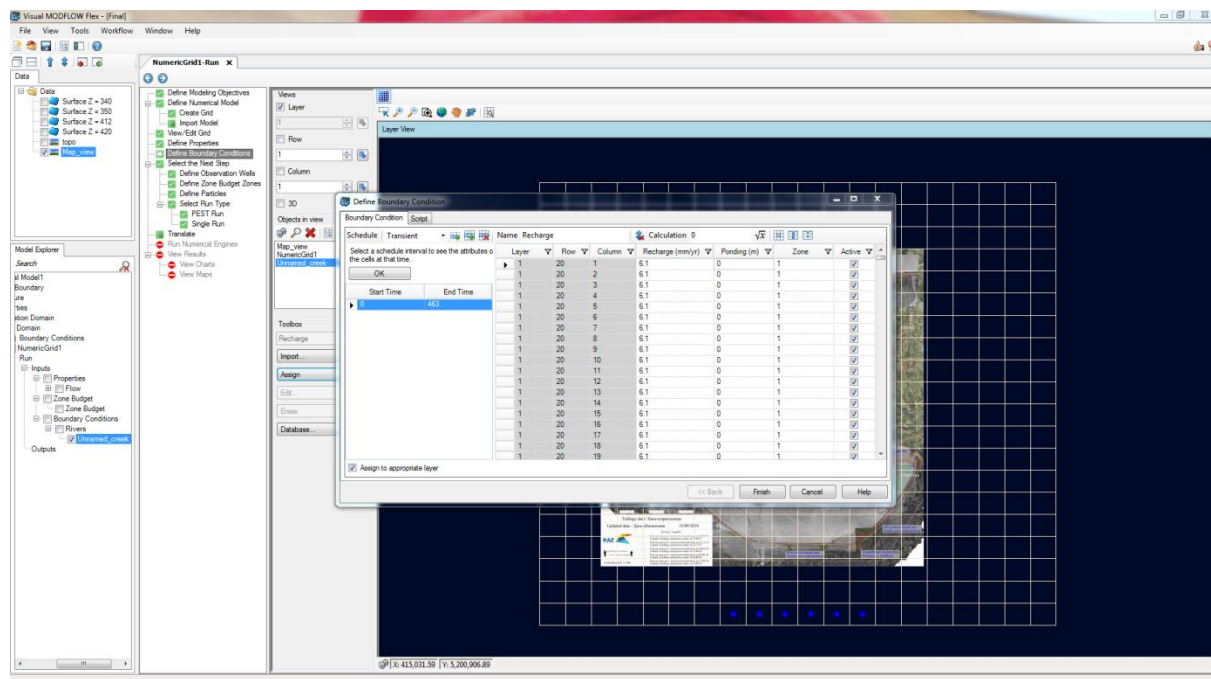 Visual MODFLOW Flex - [Final]
File View Tools Workflow Window Help
Data
NumericGrid1-Run x
Data
Surface Z = 340
Surface Z = 350
Surface Z = 412
Surface Z = 420
topo
Map_view
Define Modeling Objectives
Define Numerical Model
Create Grid
Import Model
View/Edit Grid
Define Properties
Define Boundary Conditions
Select the Next Step
Define Observation Wells
Define Zone Budget Zones
Define Particles
Select Run Type
PEST Run
Single Run
Translate
Run Numerical Engines
View Results
View Charts
View Maps
Views
Layer
1
Row
1
Column
1
3D
Objects in view
Map_view
NumericGrid1
Unnamed_creek
Toolbox
Recharge
Import...
Assign
Edit...
Erase
Database...
Layer View
Model Explorer
Search
al Model1
Boundary
ure
rties
ation Domain
Domain
Boundary Conditions
NumericGrid1
Run
Inputs
Properties
Flow
Zone Budget
Zone Budget
Boundary Conditions
Rivers
Unnamed_creek
Outputs
Define Boundary Condition
Boundary Condition Script
Schedule Transient Name Recharge Calculation 0
Select a schedule interval to see the attributes o
the cells at that time.
OK
Start Time End Time
0 463
Layer Row Column Recharge (mm/yr) Ponding (m) Zone Active
1 20 1 6.1 0 1
1 20 2 6.1 0 1
1 20 3 6.1 0 1
1 20 4 6.1 0 1
1 20 5 6.1 0 1
1 20 6 6.1 0 1
1 20 7 6.1 0 1
1 20 8 6.1 0 1
1 20 9 6.1 0 1
1 20 10 6.1 0 1
1 20 11 6.1 0 1
1 20 12 6.1 0 1
1 20 13 6.1 0 1
1 20 14 6.1 0 1
1 20 15 6.1 0 1
1 20 16 6.1 0 1
1 20 17 6.1 0 1
1 20 18 6.1 0 1
1 20 19 6.1 0 1
Assign to appropriate layer
<< Back Finish Cancel Help
KAZ
X: 415,031.59 Y: 5,200,906.89